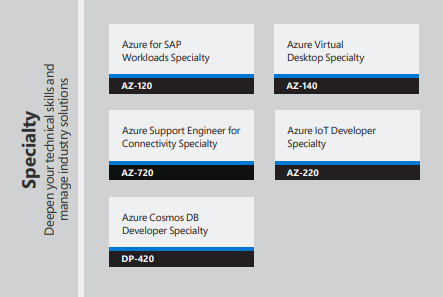 Specialty
Deepen your technical skills and
manage industry solutions
Azure for SAP
Workloads Specialty
AZ-120
Azure Virtual
Desktop Specialty
AZ-140
Azure Support Engineer for
Connectivity Specialty
AZ-720
Azure IoT Developer
Specialty
AZ-220
Azure Cosmos DB
Developer Specialty
DP-420